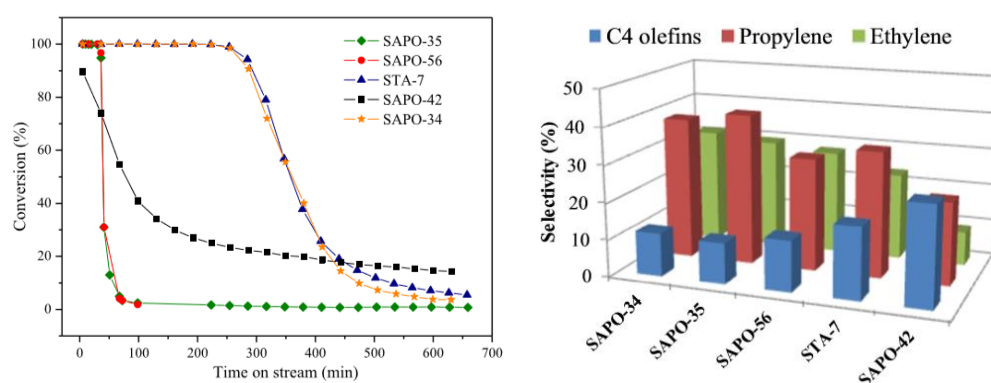 100
80
60
40
20
0
Conversion (%)
0 100 200 300 400 500 600 700
Time on stream (min)
SAPO-35
SAPO-56
STA-7
SAPO-42
SAPO-34
C4 olefins Propylene Ethylene
50
40
30
20
10
0
Selectivity (%)
SAPO-34
SAPO-35
SAPO-56
STA-7
SAPO-42